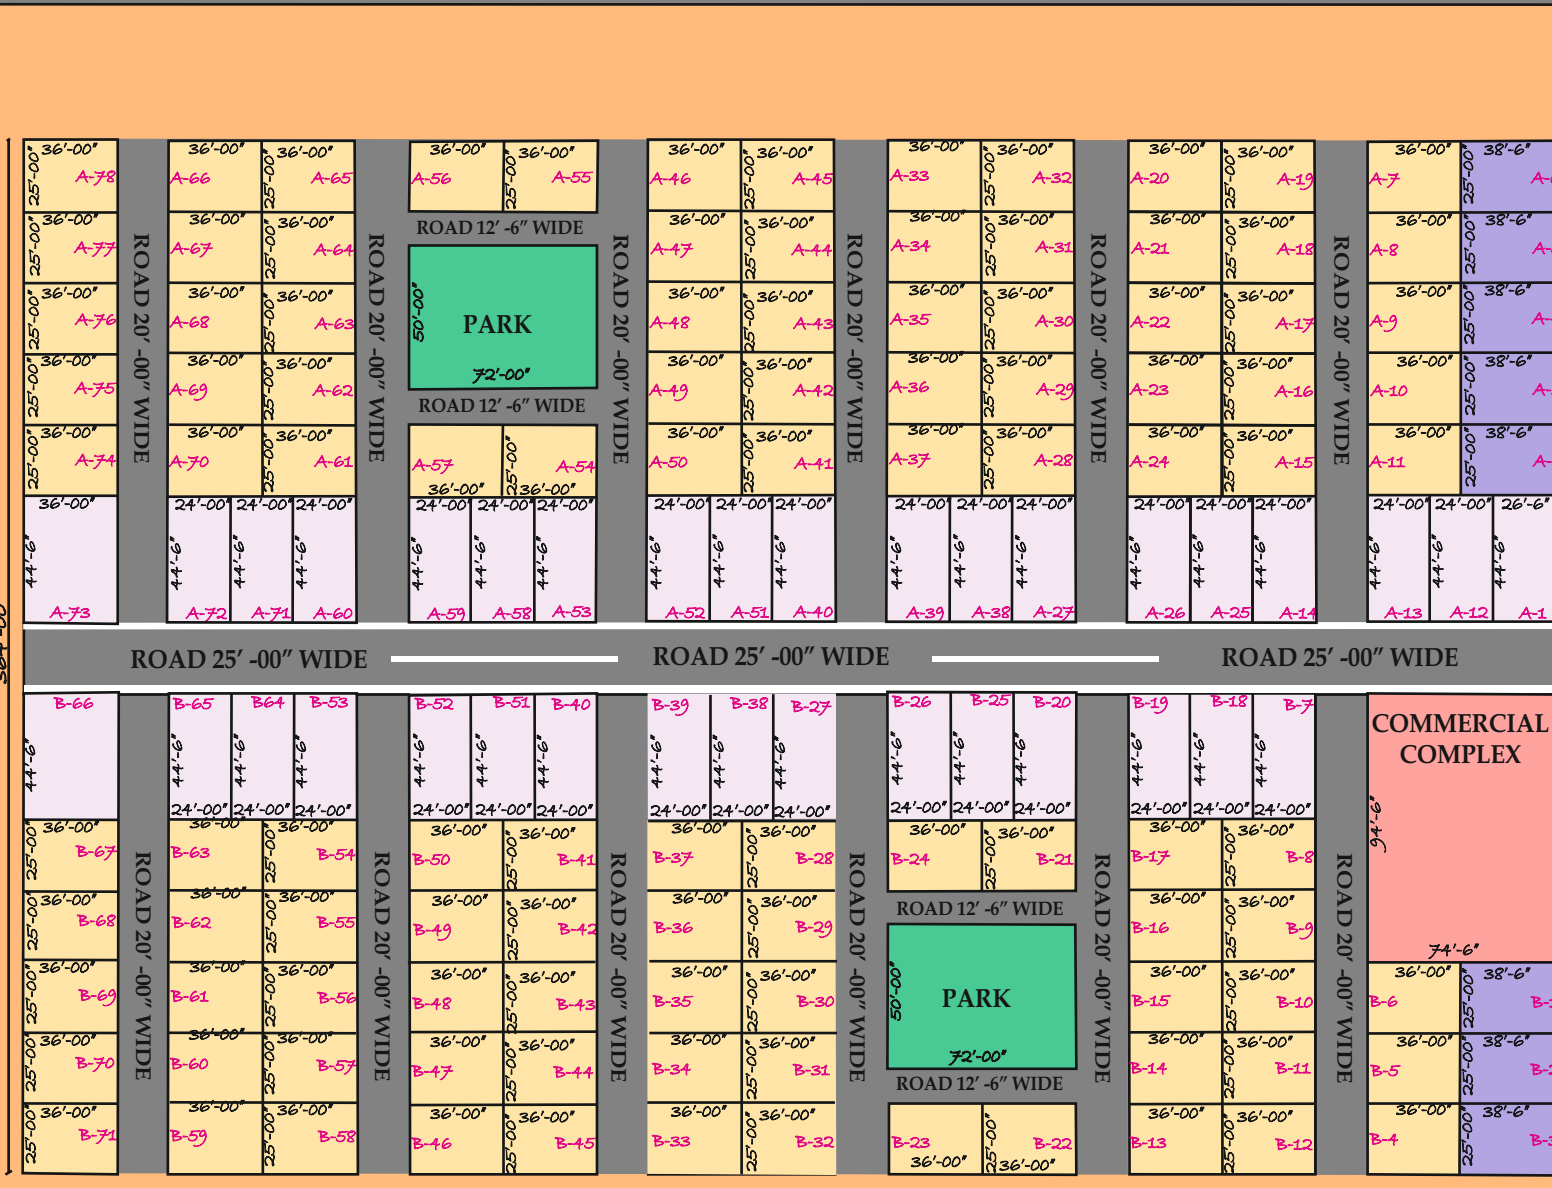 36'-00" 36'-00" 36'-00" 36'-00" 36'-00" 36'-00" 36'-00" 36'-00" 36'-00" 36'-00" 36'-00" 36'-00" 38'-6"
25'-00" 25'-00" 25'-00" 25'-00" 25'-00" 25'-00" 25'-00"
A-78 A-66 A-65 A-56 A-55 A-46 A-45 A-33 A-32 A-20 A-19 A-7
ROAD 12' -6" WIDE
36'-00" 36'-00" 36'-00" 36'-00" 36'-00" 36'-00" 36'-00" 36'-00" 36'-00" 36'-00" 38'-6"
25'-00" 25'-00" 25'-00" 25'-00" 25'-00" 25'-00"
A-77 A-67 A-64 A-47 A-44 A-34 A-31 A-21 A-18 A-8
36'-00" 36'-00" 36'-00" 36'-00" 36'-00" 36'-00" 36'-00" 36'-00" 36'-00" 36'-00" 38'-6"
25'-00" 25'-00" 50'-00" 25'-00" 25'-00" 25'-00" 25'-00"
A-76 A-68 A-63 PARK A-48 A-43 A-35 A-30 A-22 A-17 A-9
ROAD 20' -00" WIDE ROAD 20' -00" WIDE ROAD 20' -00" WIDE ROAD 20' -00" WIDE ROAD 20' -00" WIDE ROAD 20' -00" WIDE
36'-00" 36'-00" 36'-00" 72'-00" 36'-00" 36'-00" 36'-00" 36'-00" 36'-00" 36'-00" 36'-00" 38'-6"
25'-00" 25'-00" 25'-00" 25'-00" 25'-00" 25'-00"
A-75 A-69 A-62 A-49 A-42 A-36 A-29 A-23 A-16 A-10
ROAD 12' -6" WIDE
36'-00" 36'-00" 36'-00" 36'-00" 36'-00" 36'-00" 36'-00" 36'-00" 36'-00" 36'-00" 38'-6"
25'-00" 25'-00" 25'-00" 25'-00" 25'-00" 25'-00" 25'-00"
A-74 A-70 A-61 A-57 A-54 A-50 A-41 A-37 A-28 A-24 A-15 A-11
36'-00" 36'-00"
36'-00" 24'-00" 24'-00" 24'-00" 24'-00" 24'-00" 24'-00" 24'-00" 24'-00" 24'-00" 24'-00" 24'-00" 24'-00" 24'-00" 24'-00" 24'-00" 24'-00" 24'-00" 26'-6"
44'-6" 44'-6" 44'-6" 44'-6" 44'-6" 44'-6" 44'-6" 44'-6" 44'-6" 44'-6" 44'-6" 44'-6" 44'-6" 44'-6" 44'-6" 44'-6" 44'-6" 44'-6" 44'-6"
A-73 A-72 A-71 A-60 A-59 A-58 A-53 A-52 A-51 A-40 A-39 A-38 A-27 A-26 A-25 A-14 A-13 A-12 A-1
ROAD 25' -00" WIDE ROAD 25' -00" WIDE ROAD 25' -00" WIDE
B-66 B-65 B64 B-53 B-52 B-51 B-40 B-39 B-38 B-27 B-26 B-25 B-20 B-19 B-18 B-7
COMMERCIAL
COMPLEX
44'-6" 44'-6" 44'-6" 44'-6" 44'-6" 44'-6" 44'-6" 44'-6" 44'-6" 44'-6" 44'-6" 44'-6" 44'-6" 44'-6" 44'-6" 44'-6"
24'-00" 24'-00" 24'-00" 24'-00" 24'-00" 24'-00" 24'-00" 24'-00" 24'-00" 24'-00" 24'-00" 24'-00" 24'-00" 24'-00" 24'-00"
94'-6"
36'-00" 36'-00" 36'-00" 36'-00" 36'-00" 36'-00" 36'-00" 36'-00" 36'-00" 36'-00" 36'-00"
25'-00" 25'-00" 25'-00" 25'-00" 25'-00" 25'-00"
B-67 B-63 B-54 B-50 B-41 B-37 B-28 B-24 B-21 B-17 B-8
ROAD 12' -6" WIDE
36'-00" 36'-00" 36'-00" 36'-00" 36'-00" 36'-00" 36'-00" 36'-00" 36'-00"
25'-00" 25'-00" 25'-00" 25'-00" 25'-00"
B-68 B-62 B-55 B-49 B-42 B-36 B-29 B-16 B-9
74'-6"
ROAD 20' -00" WIDE ROAD 20' -00" WIDE ROAD 20' -00" WIDE ROAD 20' -00" WIDE ROAD 20' -00" WIDE ROAD 20' -00" WIDE
36'-00" 36'-00" 36'-00" 36'-00" 36'-00" 36'-00" 36'-00" 36'-00" 36'-00" 36'-00" 38'-6"
25'-00" 25'-00" 25'-00" 25'-00" 50'-00" 25'-00" 25'-00"
B-69 B-61 B-56 B-48 B-43 B-35 B-30 PARK B-15 B-10 B-6
36'-00" 36'-00" 36'-00" 36'-00" 36'-00" 36'-00" 36'-00" 72'-00" 36'-00" 36'-00" 36'-00" 38'-6"
25'-00" 25'-00" 25'-00" 25'-00" 25'-00" 25'-00"
B-70 B-60 B-57 B-47 B-44 B-34 B-31 B-14 B-11 B-5
ROAD 12' -6" WIDE
36'-00" 36'-00" 36'-00" 36'-00" 36'-00" 36'-00" 36'-00" 36'-00" 36'-00" 36'-00" 38'-6"
25'-00" 25'-00" 25'-00" 25'-00" 25'-00" 25'-00" 25'-00"
B-71 B-59 B-58 B-46 B-45 B-33 B-32 B-23 B-22 B-13 B-12 B-4
36'-00" 36'-00"